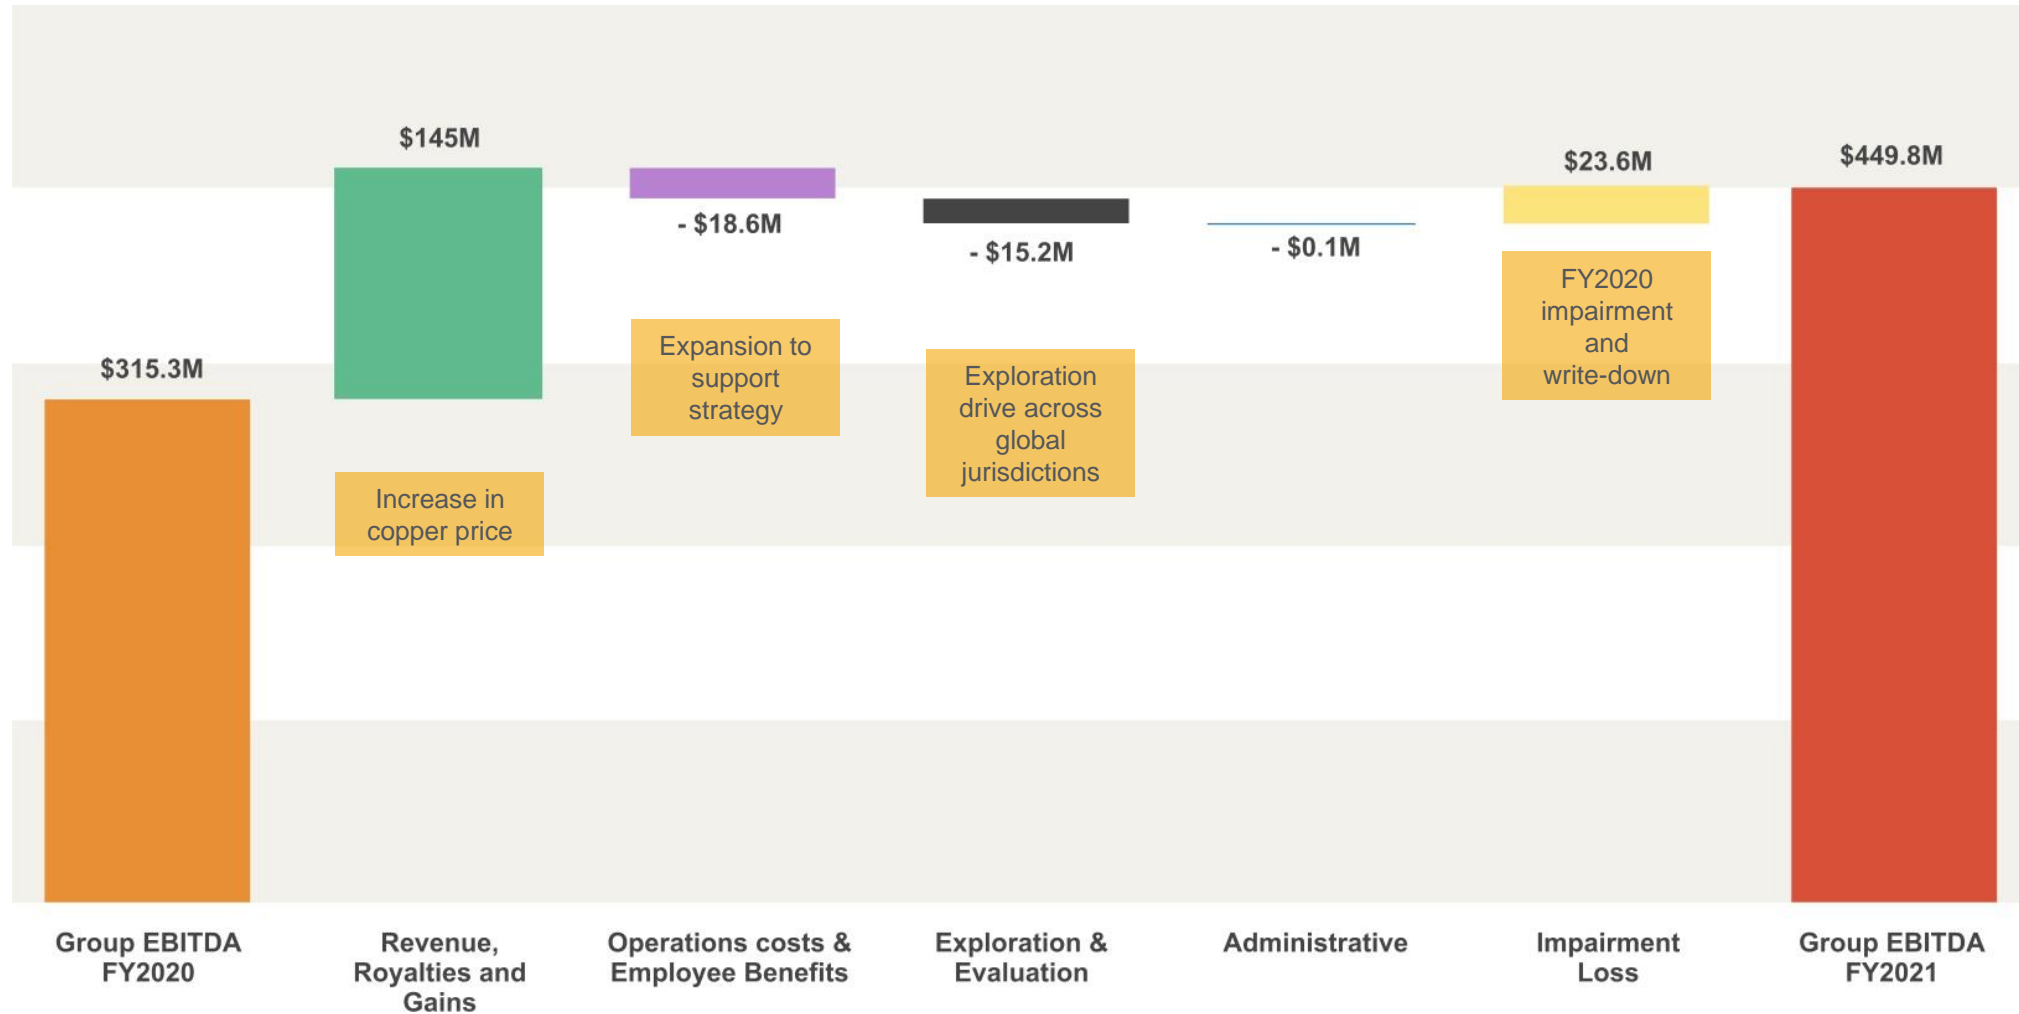 $145M
$23.6M
$449.8M
- $18.6M
- $15.2M
- $0.1M
$315.3M
Increase in
copper price
Expansion to
support
strategy
Exploration
drive across
global
jurisdictions
FY2020
impairment
and
write-down
Group EBITDA
FY2020
Revenue,
Royalties and
Gains
Operations costs &
Employee Benefits
Exploration &
Evaluation
Administrative
Impairment
Loss
Group EBITDA
FY2021